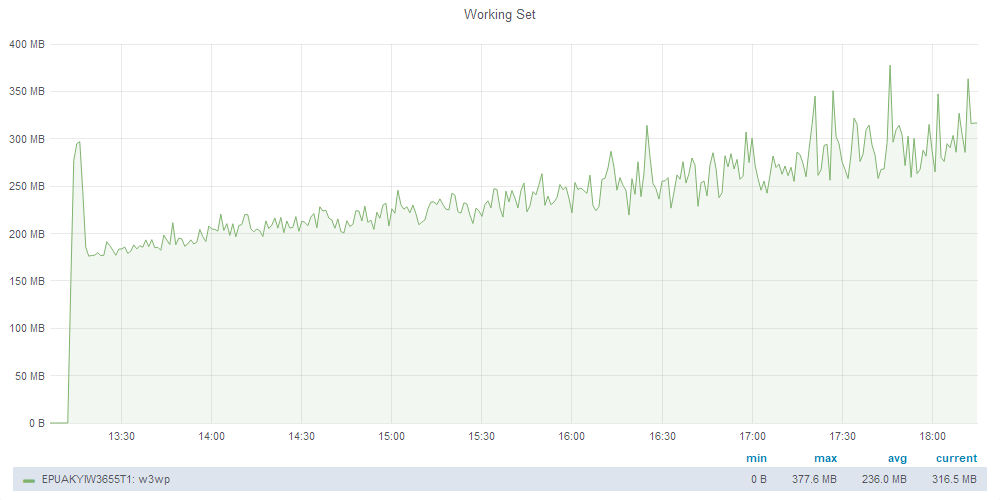 Working Set
400 MB
350 MB
300 MB
250 MB
200 MB
150 MB
100 MB
50 MB
0 B
13:30 14:00 14:30 15:00 15:30 16:00 16:30 17:00 17:30 18:00
min max avg current
EPUAKYIW3655T1: w3wp 0 B 377.6 MB 236.0 MB 316.5 MB